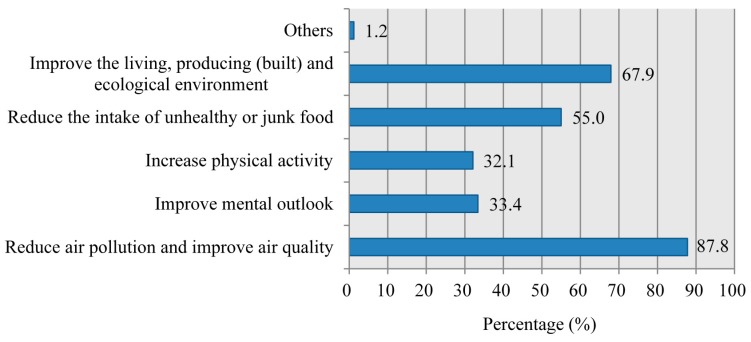 Others
1.2
Improve the living, producing (built) and
ecological environment
67.9
Reduce the intake of unhealthy or junk food
55.0
Increase physical activity
32.1
Improve mental outlook
33.4
Reduce air pollution and improve air quality
87.8
0 10 20 30 40 50 60 70 80 90 100
Percentage (%)